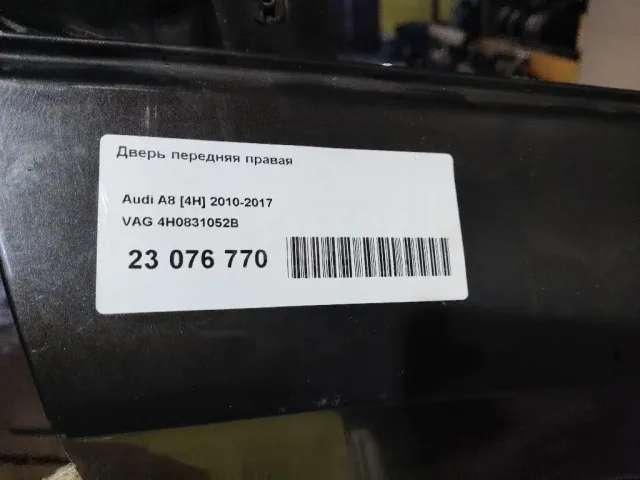 Дверь передняя правая
Audi A8 [4H] 2010-2017
VAG 4H0831052B
23 076 770